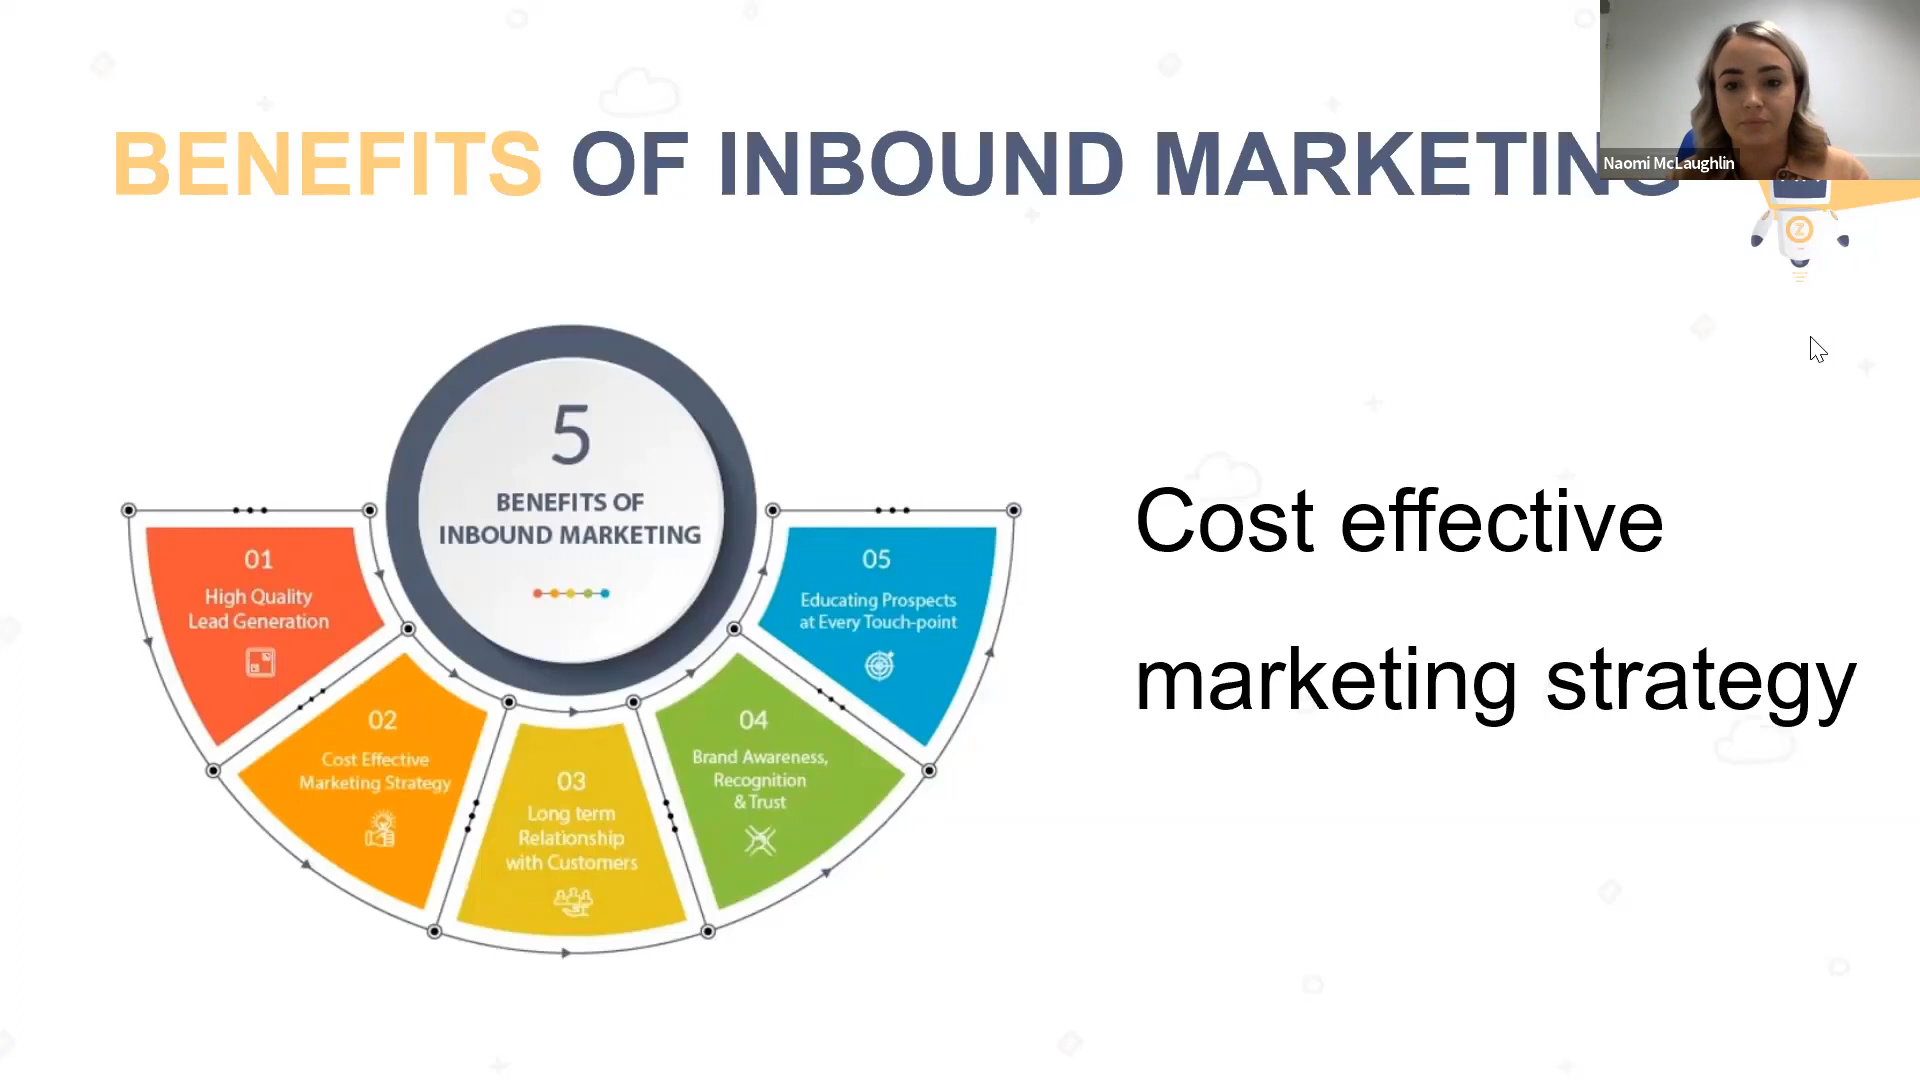 BENEFITS OF INBOUND MARKETING
Naomi McLaughlin
Z
5
BENEFITS OF
INBOUND MARKETING
01
High Quality
Lead Generation
02
Cost Effective
Marketing Strategy
03
Long term
Relationship
with Customers
04
Brand Awareness,
Recognition
& Trust
05
Educating Prospects
at Every Touch-point
Cost effective
marketing strategy